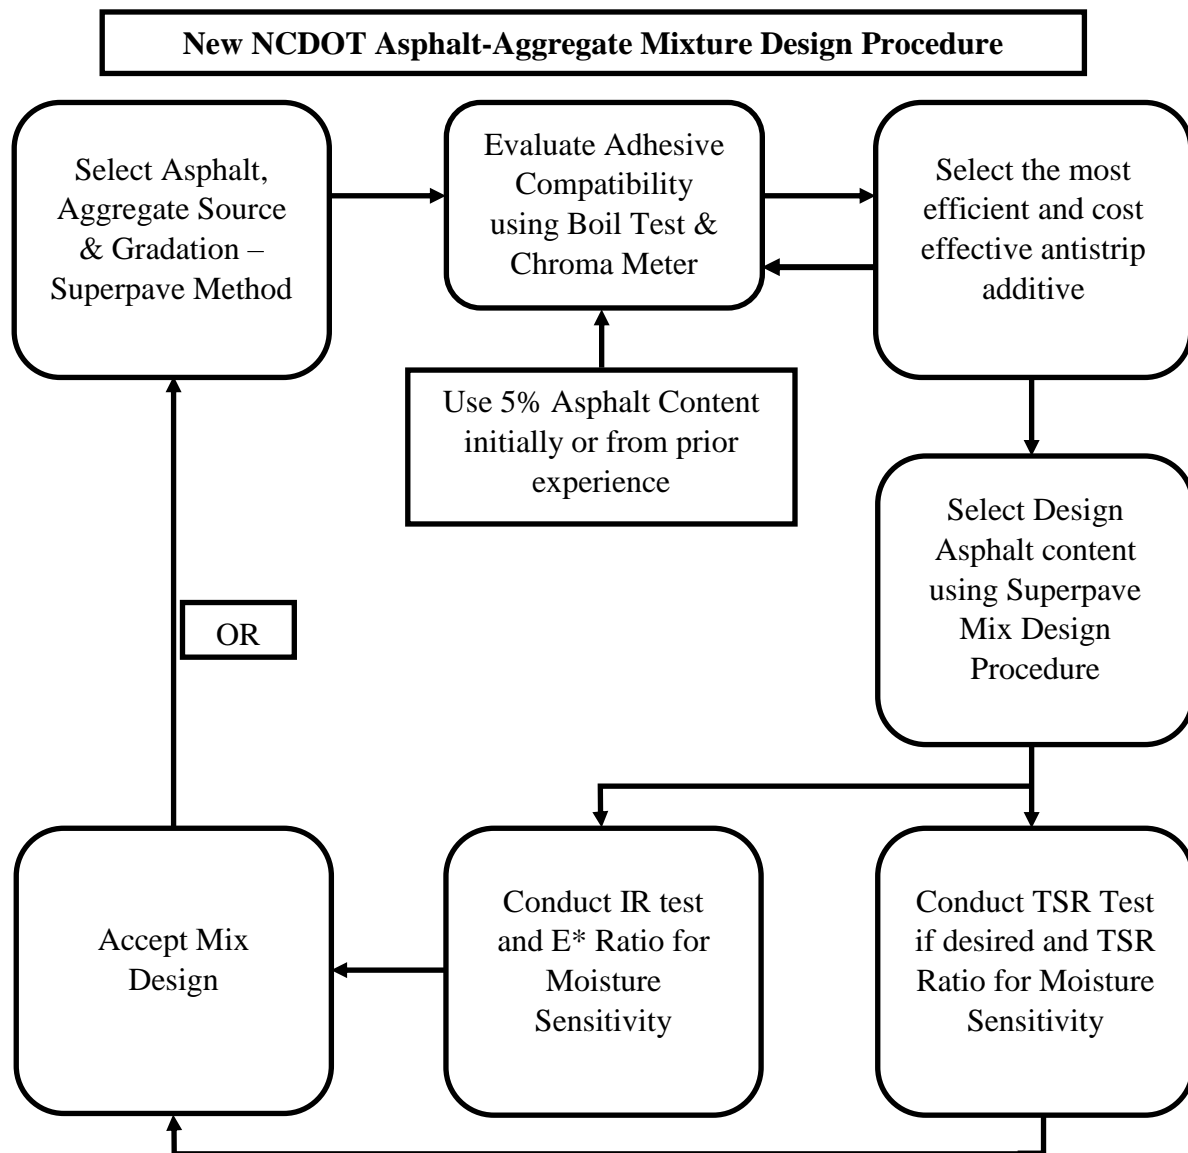 New NCDOT Asphalt-Aggregate Mixture Design Procedure
Select Asphalt,
Aggregate Source
& Gradation –
Superpave Method
Evaluate Adhesive
Compatibility
using Boil Test &
Chroma Meter
Select the most
efficient and cost
effective antistrip
additive
Use 5% Asphalt Content
initially or from prior
experience
Select Design
Asphalt content
using Superpave
Mix Design
Procedure
OR
Accept Mix
Design
Conduct IR test
and E* Ratio for
Moisture
Sensitivity
Conduct TSR Test
if desired and TSR
Ratio for Moisture
Sensitivity